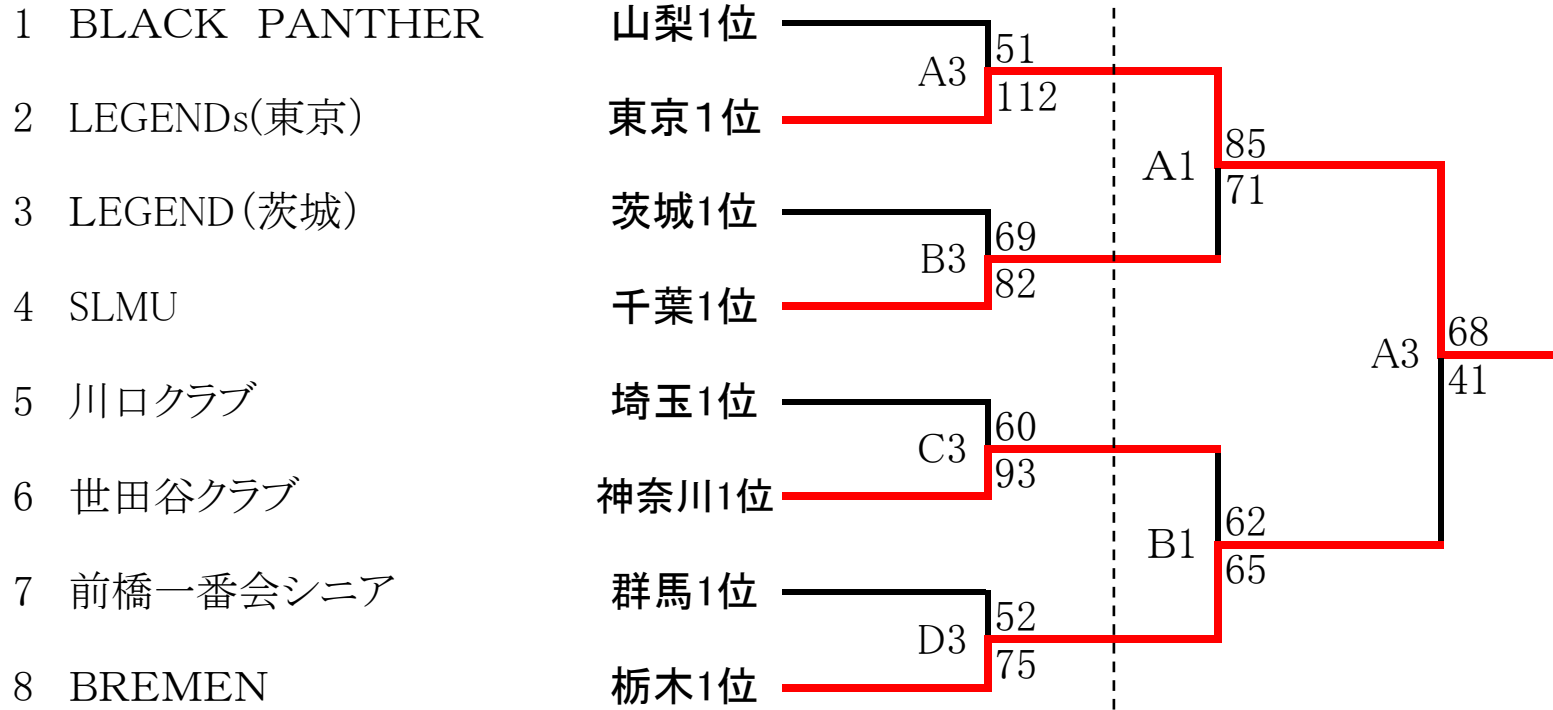 1 BLACK PANTHER 山梨1位
51
A3
112
2 LEGENDs(東京) 東京1位
85
A1
71
3 LEGEND(茨城) 茨城1位
69
B3
82
4 SLMU 千葉1位
68
A3
41
5 川口クラブ 埼玉1位
60
C3
93
6 世田谷クラブ 神奈川1位
62
B1
65
7 前橋一番会シニア 群馬1位
52
D3
75
8 BREMEN 栃木1位